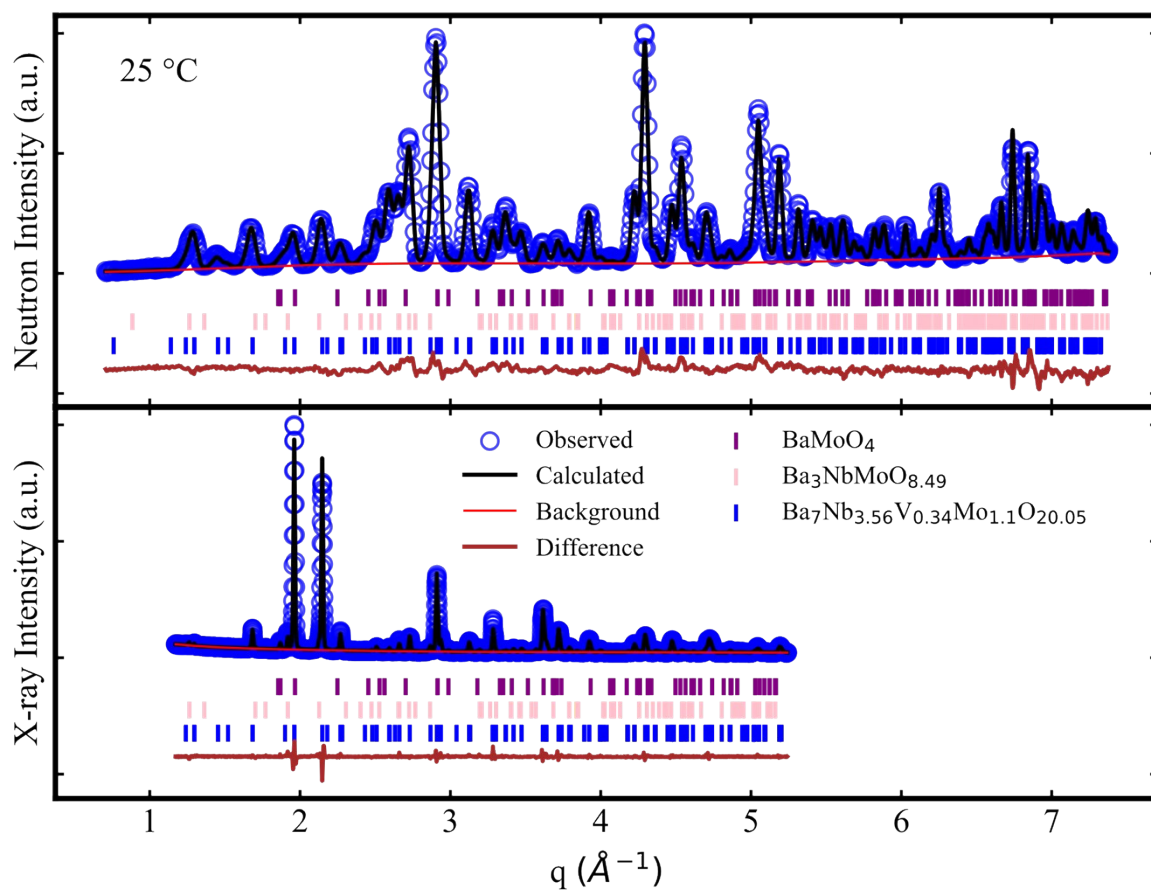 Neutron Intensity (a.u.)
25 °C
X-ray Intensity (a.u.)
Observed
Calculated
Background
Difference
BaMoO₄
Ba₃NbMoO₈.₄₉
Ba₇Nb₃.₅₆V₀.₃₄Mo₁.₁O₂₀.₀₅
1 2 3 4 5 6 7
q (Å⁻¹)